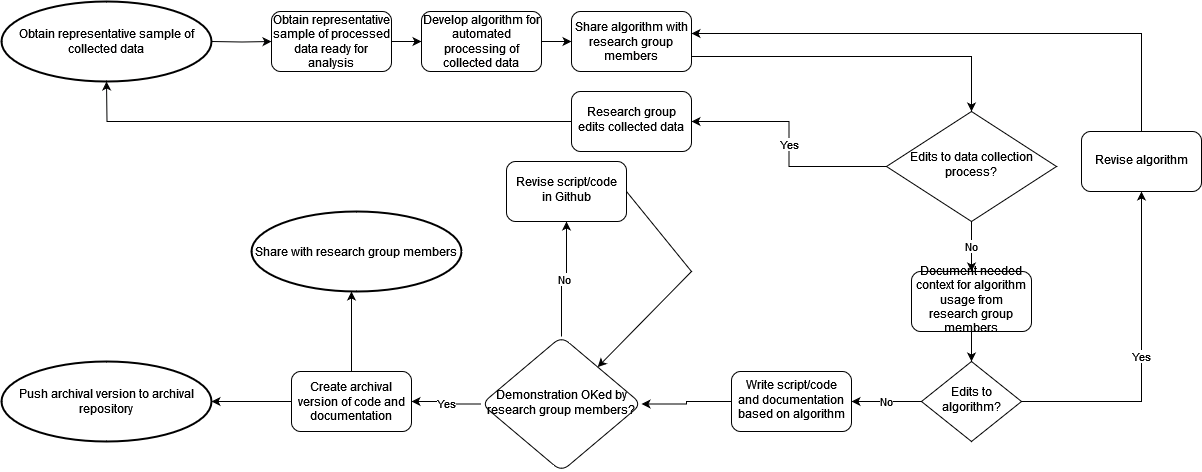 Obtain representative sample of
collected data
Obtain representative
sample of processed
data ready for
analysis
Develop algorithm for
automated
processing of
collected data
Share algorithm with
research group
members
Research group
edits collected data
Yes
Edits to data collection
process?
Revise algorithm
Revise script/code
in Github
Share with research group members
No
No
Document needed
context for algorithm
usage from
research group
members
Yes
Push archival version to archival
repository
Create archival
version of code and
documentation
Yes
Demonstration OKed by
research group members?
Write script/code
and documentation
based on algorithm
No
Edits to
algorithm?